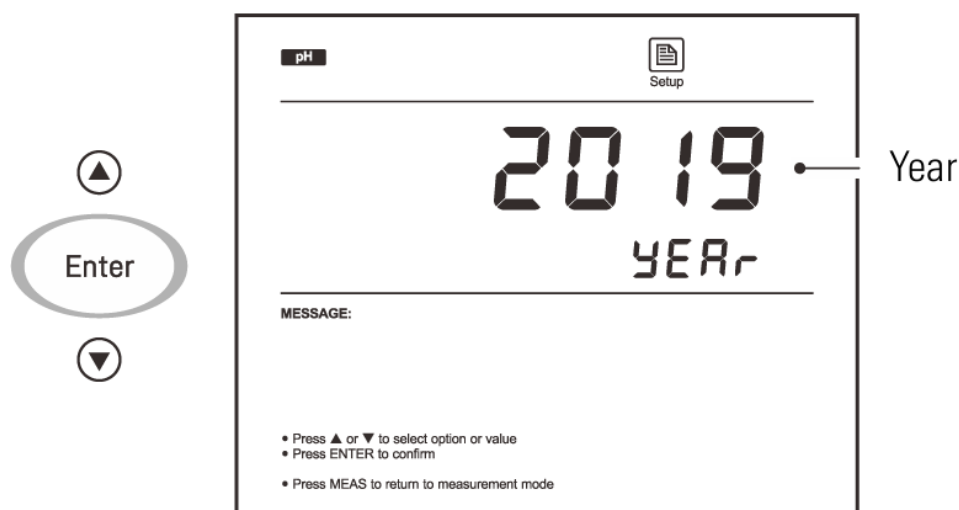 pH
Setup
2019
Year
Enter
YEAr
MESSAGE:
• Press ▲ or ▼ to select option or value
• Press ENTER to confirm
• Press MEAS to return to measurement mode